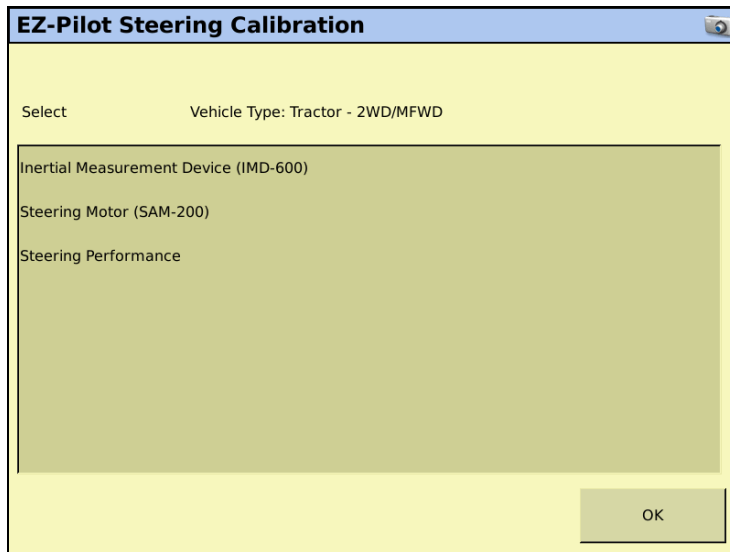 EZ-Pilot Steering Calibration
Select Vehicle Type: Tractor - 2WD/MFWD
Inertial Measurement Device (IMD-600)
Steering Motor (SAM-200)
Steering Performance
OK